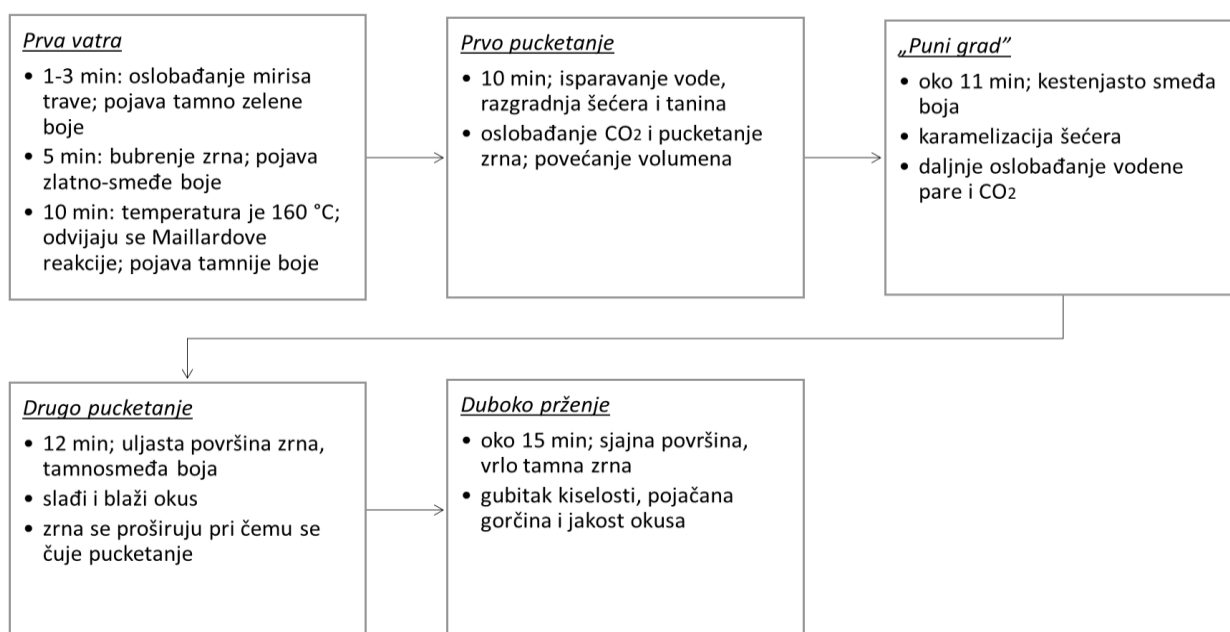 Prva vatra
• 1-3 min: oslobađanje mirisa
trave; pojava tamno zelene
boje
• 5 min: bubrenje zrna; pojava
zlatno-smeđe boje
• 10 min: temperatura je 160 °C;
odvijaju se Maillardove
reakcije; pojava tamnije boje
Prvo pucketanje
• 10 min; isparavanje vode,
razgradnja šećera i tanina
• oslobađanje CO2 i pucketanje
zrna; povećanje volumena
„Puni grad”
• oko 11 min; kestenjasto smeđa
boja
• karamelizacija šećera
• daljnje oslobađanje vodene
pare i CO2
Drugo pucketanje
• 12 min; uljasta površina zrna,
tamnosmeđa boja
• slađi i blaži okus
• zrna se proširuju pri čemu se
čuje pucketanje
Duboko prženje
• oko 15 min; sjajna površina,
vrlo tamna zrna
• gubitak kiselosti, pojačana
gorčina i jakost okusa